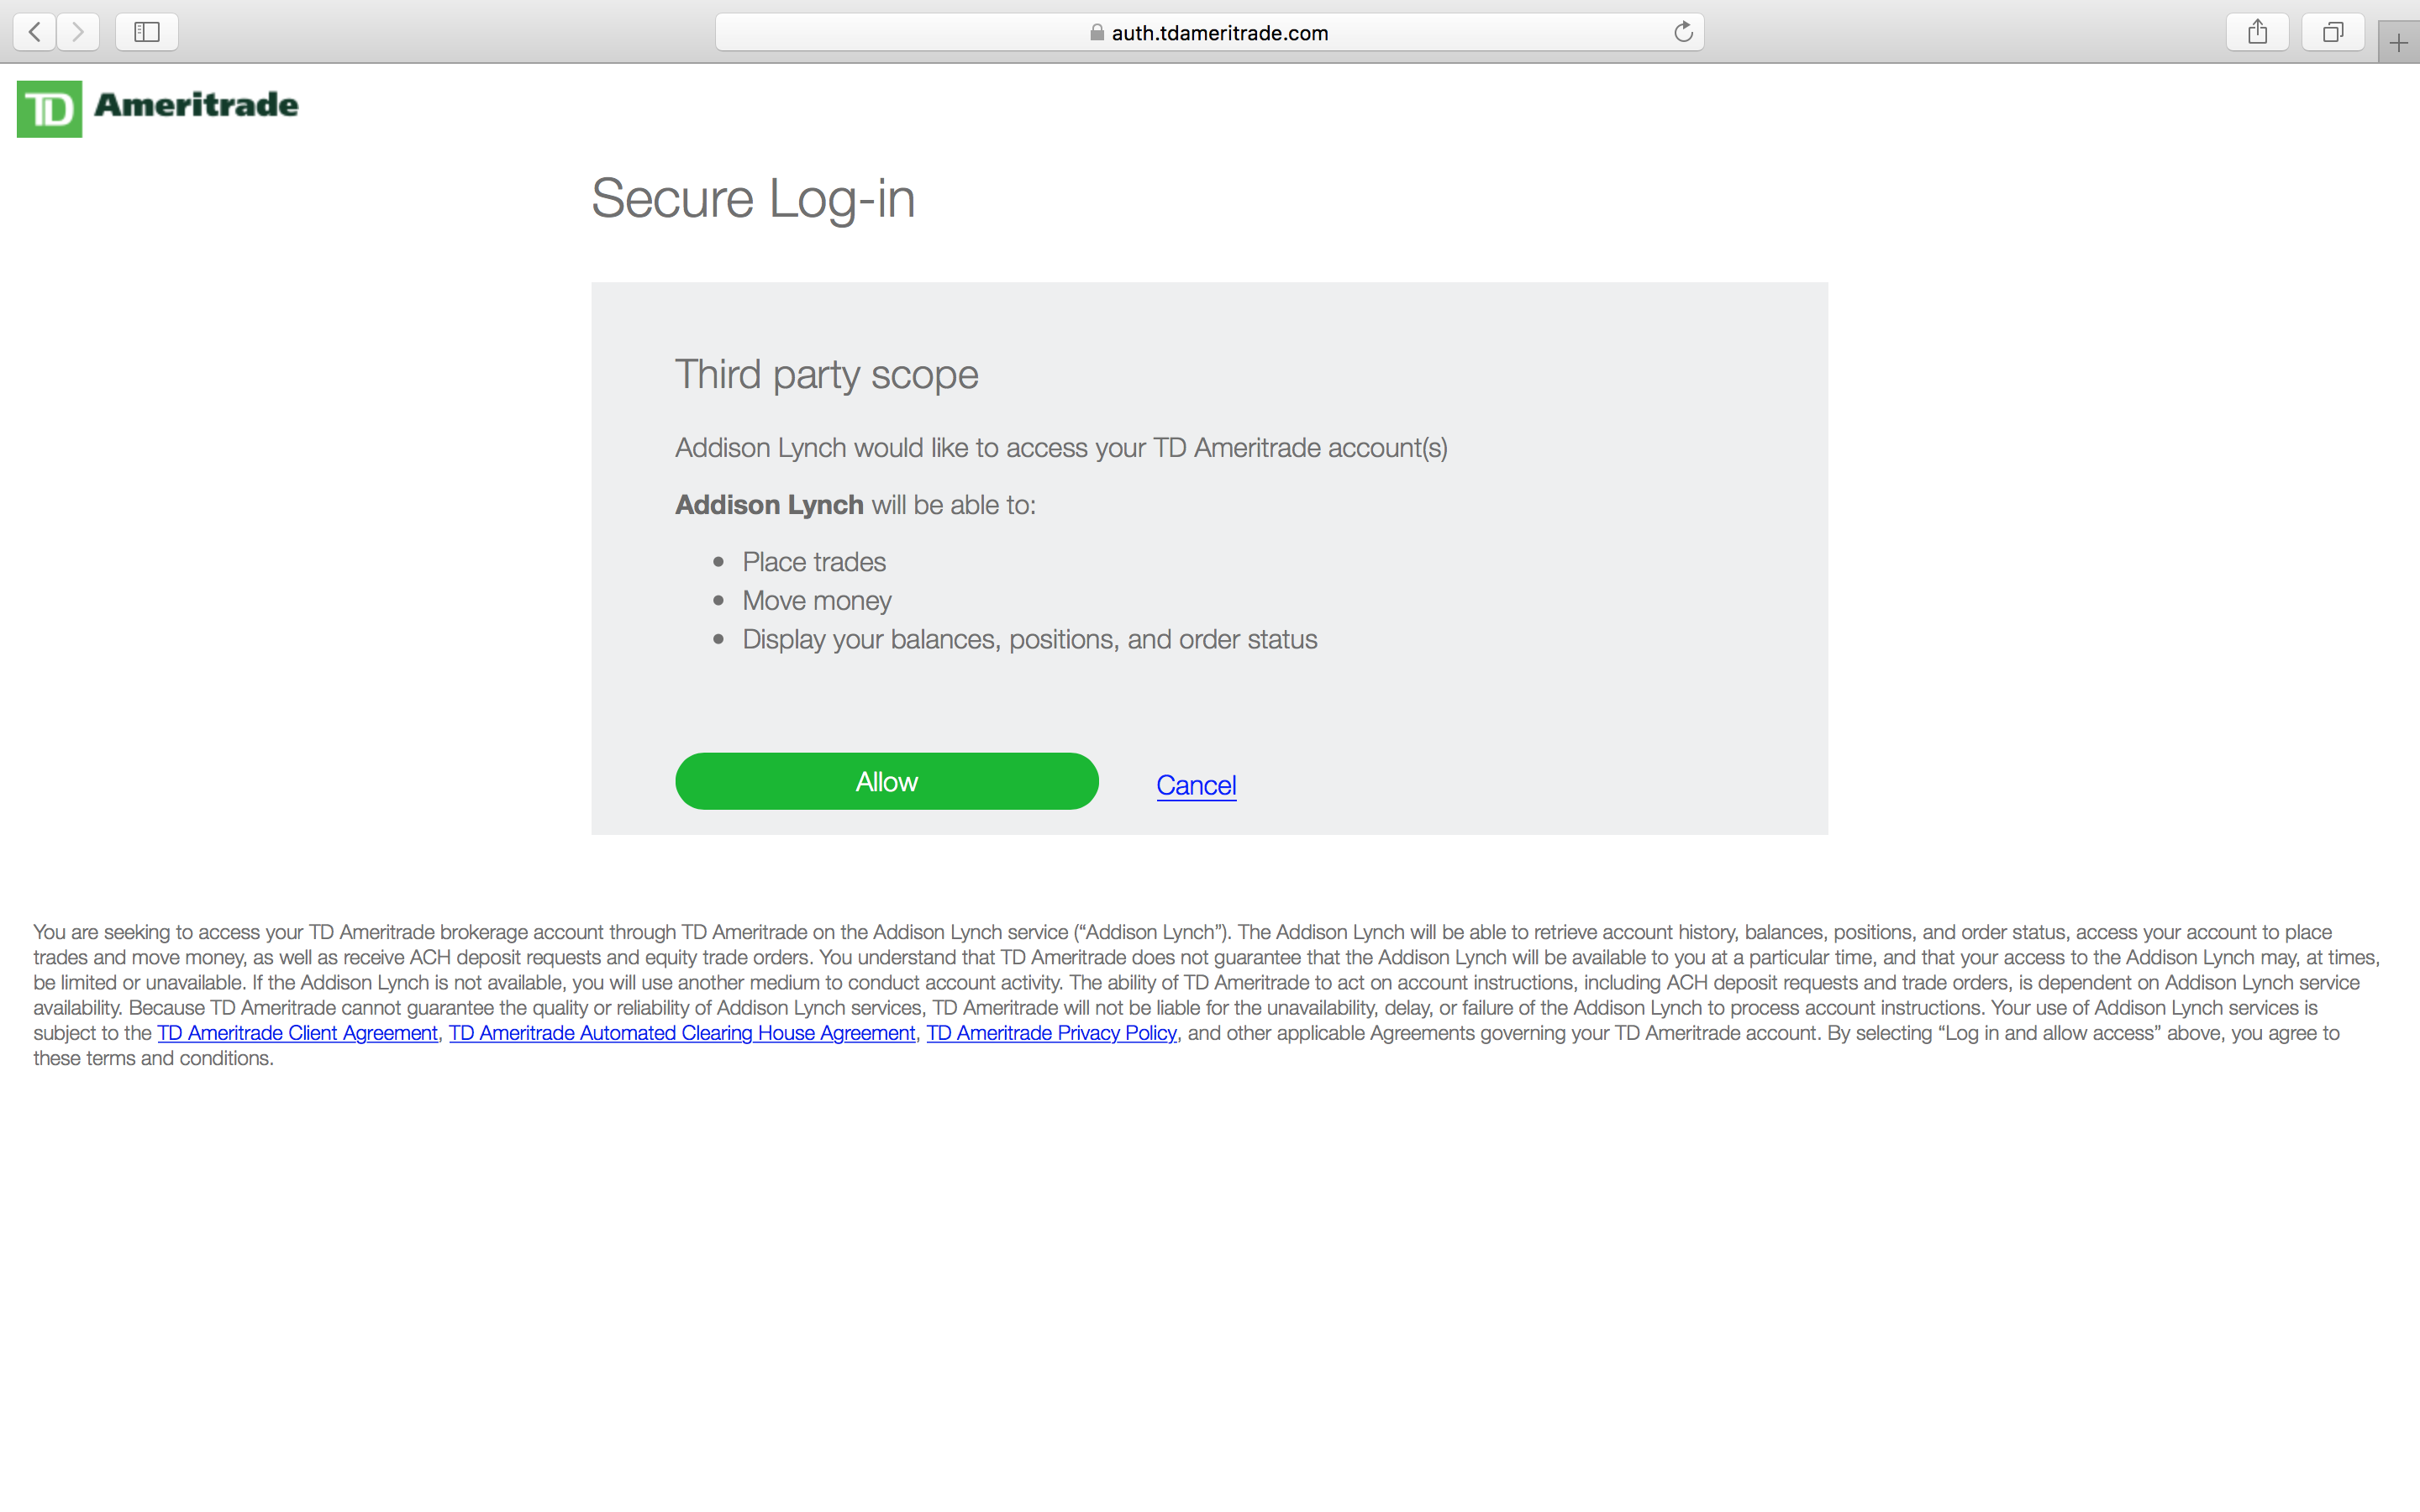 auth.tdameritrade.com
TD Ameritrade
Secure Log-in
Third party scope
Addison Lynch would like to access your TD Ameritrade account(s)
Addison Lynch will be able to:
Place trades
Move money
Display your balances, positions, and order status
Allow Cancel
You are seeking to access your TD Ameritrade brokerage account through TD Ameritrade on the Addison Lynch service (“Addison Lynch”). The Addison Lynch will be able to retrieve account history, balances, positions, and order status, access your account to place
trades and move money, as well as receive ACH deposit requests and equity trade orders. You understand that TD Ameritrade does not guarantee that the Addison Lynch will be available to you at a particular time, and that your access to the Addison Lynch may, at times,
be limited or unavailable. If the Addison Lynch is not available, you will use another medium to conduct account activity. The ability of TD Ameritrade to act on account instructions, including ACH deposit requests and trade orders, is dependent on Addison Lynch service
availability. Because TD Ameritrade cannot guarantee the quality or reliability of Addison Lynch services, TD Ameritrade will not be liable for the unavailability, delay, or failure of the Addison Lynch to process account instructions. Your use of Addison Lynch services is
subject to the TD Ameritrade Client Agreement, TD Ameritrade Automated Clearing House Agreement, TD Ameritrade Privacy Policy, and other applicable Agreements governing your TD Ameritrade account. By selecting “Log in and allow access” above, you agree to
these terms and conditions.